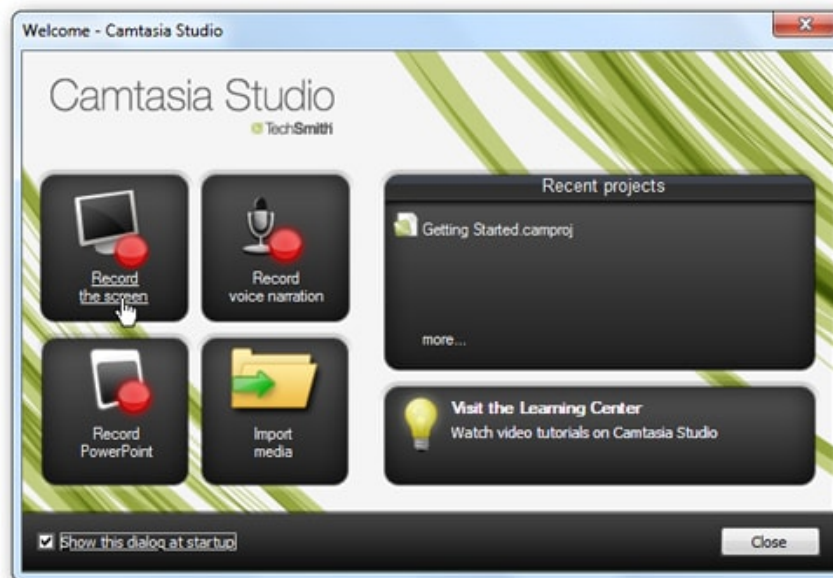 Welcome - Camtasia Studio
Camtasia Studio
TechSmith
Record
the screen
Record
voice narration
Record
PowerPoint
Import
media
Recent projects
Getting Started.camproj
more...
Visit the Learning Center
Watch video tutorials on Camtasia Studio
Show this dialog at startup
Close